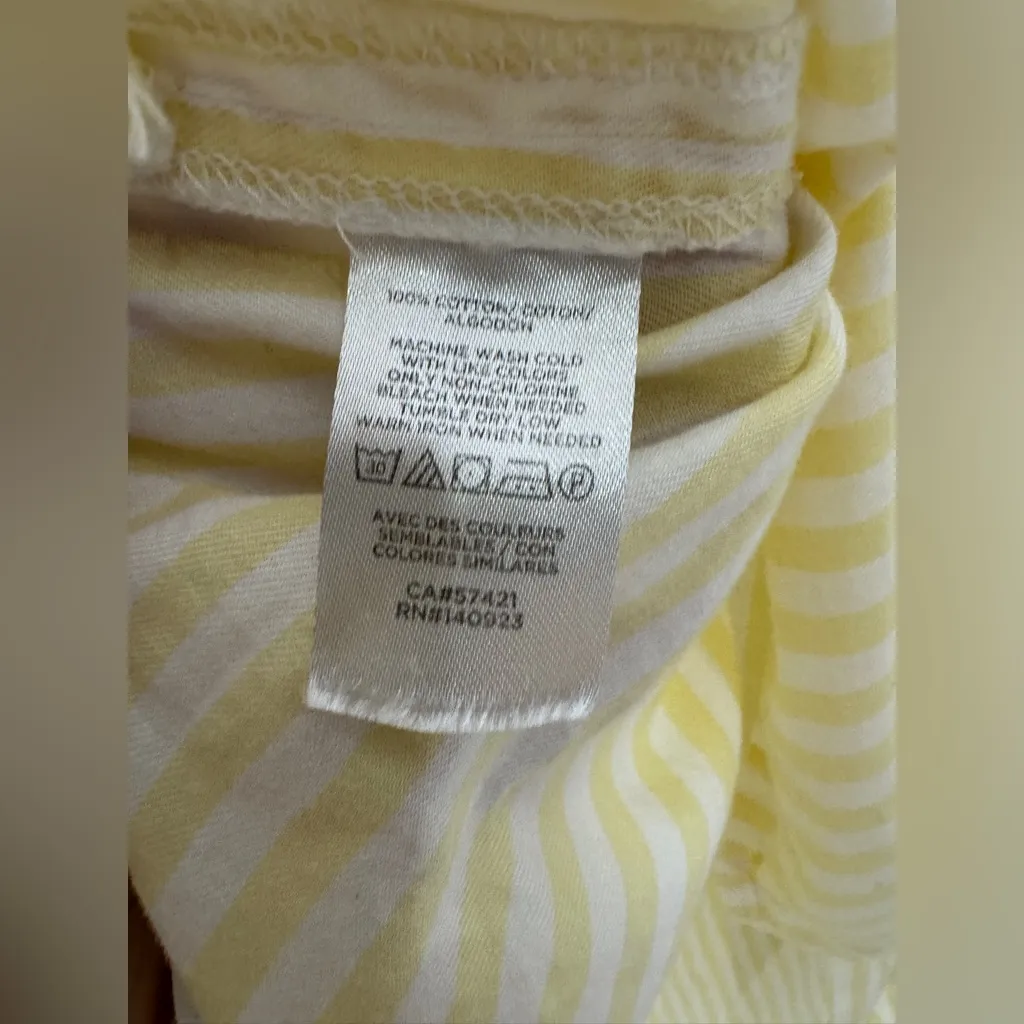 100% COTTON/COTON/
ALGODON
MACHINE WASH COLD
WITH LIKE COLORS
ONLY NON-CHLORINE
BLEACH WHEN NEEDED
TUMBLE DRY LOW
WARM IRON WHEN NEEDED
30 P
AVEC DES COULEURS
SEMBLABLES / CON
COLORES SIMILARES
CA#57421
RN#140923